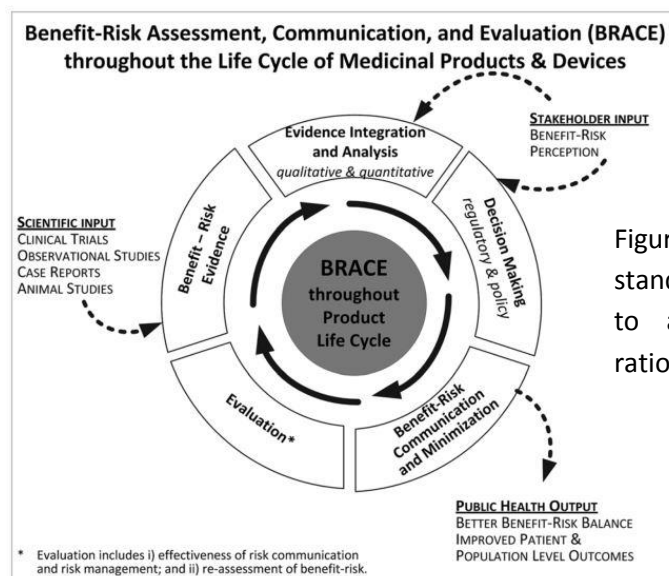 Benefit-Risk Assessment, Communication, and Evaluation (BRACE)
throughout the Life Cycle of Medicinal Products & Devices
STAKEHOLDER INPUT
BENEFIT-RISK
PERCEPTION
Evidence Integration
and Analysis
qualitative & quantitative
SCIENTIFIC INPUT
CLINICAL TRIALS
OBSERVATIONAL STUDIES
CASE REPORTS
ANIMAL STUDIES
Benefit – Risk
Evidence
Decision Making
regulatory & policy
BRACE
throughout
Product
Life Cycle
Figur
stand
to a
ratio
Evaluation*
Benefit-Risk
Communication
and Minimization
PUBLIC HEALTH OUTPUT
BETTER BENEFIT-RISK BALANCE
IMPROVED PATIENT &
POPULATION LEVEL OUTCOMES
* Evaluation includes i) effectiveness of risk communication
and risk management; and ii) re-assessment of benefit-risk.